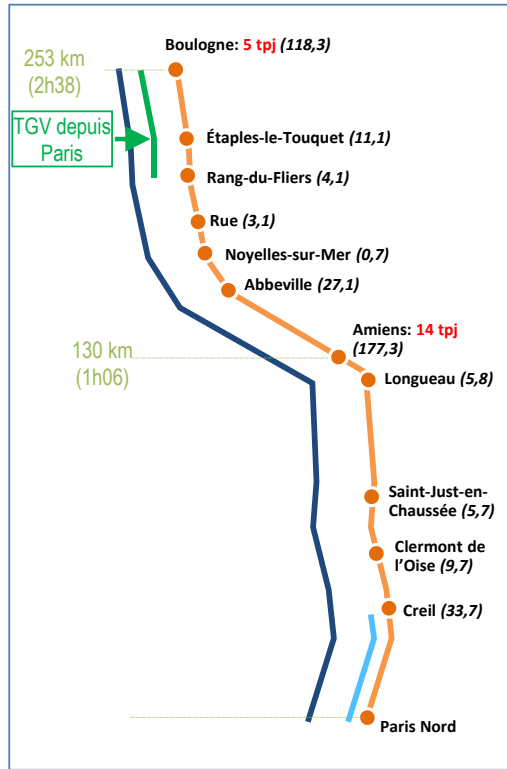 Boulogne: 5 tpj (118,3)
253 km
(2h38)
TGV depuis
Paris
Étaples-le-Touquet (11,1)
Rang-du-Fliers (4,1)
Rue (3,1)
Noyelles-sur-Mer (0,7)
Abbeville (27,1)
Amiens: 14 tpj
(177,3)
130 km
(1h06)
Longueau (5,8)
Saint-Just-en-
Chaussée (5,7)
Clermont de
l'Oise (9,7)
Creil (33,7)
Paris Nord